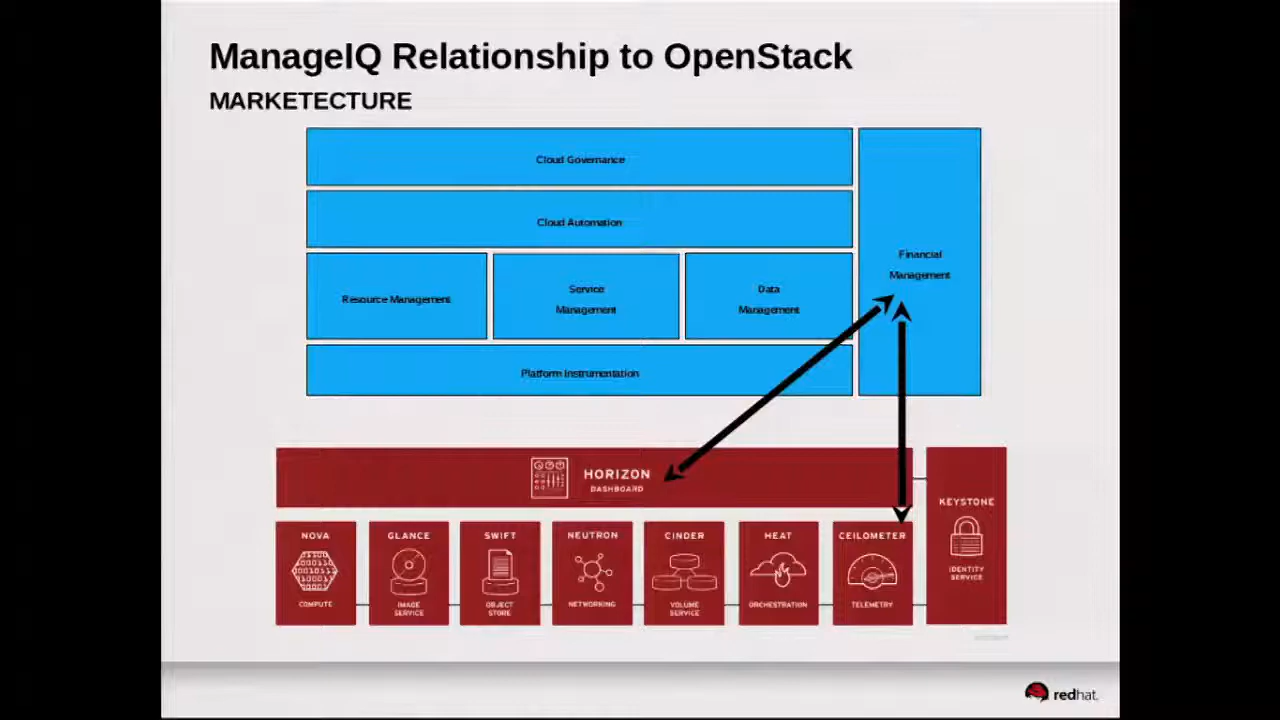 ManageIQ Relationship to OpenStack
MARKETECTURE
Cloud Governance
Cloud Automation
Financial
Management
Resource Management
Service
Management
Data
Management
Platform Instrumentation
HORIZON
DASHBOARD
KEYSTONE
IDENTITY
SERVICE
NOVA
COMPUTE
GLANCE
IMAGE
SERVICE
SWIFT
OBJECT
STORE
NEUTRON
NETWORKING
CINDER
VOLUME
SERVICE
HEAT
ORCHESTRATION
CEILOMETER
TELEMETRY
redhat.